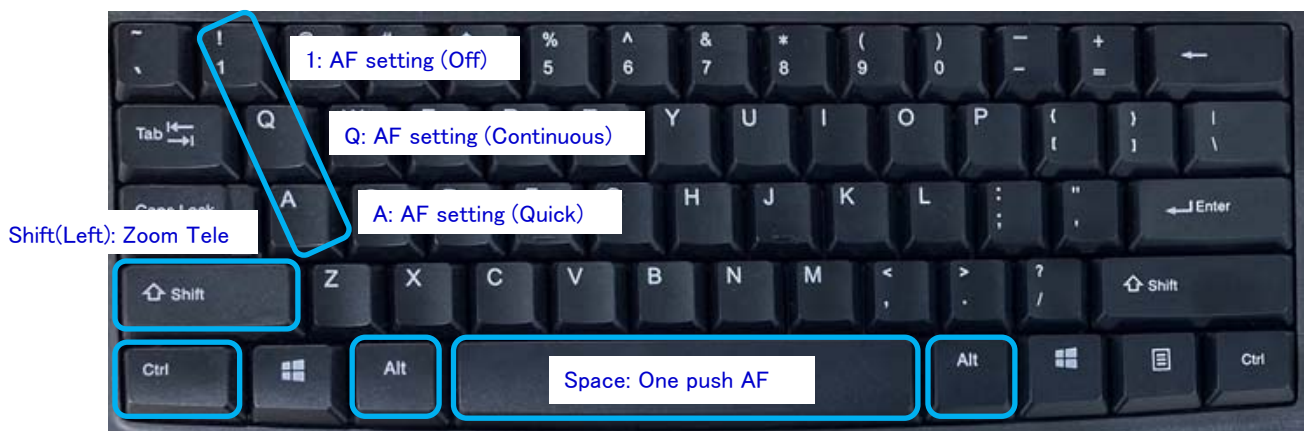 ~ ! % ^ & * ( ) — +
` 1 1: AF setting (Off) 5 6 7 8 9 0 – =
Tab Q Q: AF setting (Continuous) Y U I O P { } |
[ ] \
A A: AF setting (Quick) H J K L : "
; , Enter
Shift(Left): Zoom Tele
Shift Z X C V B N M < > ? Shift
, . /
Ctrl Alt Space: One push AF Alt Ctrl